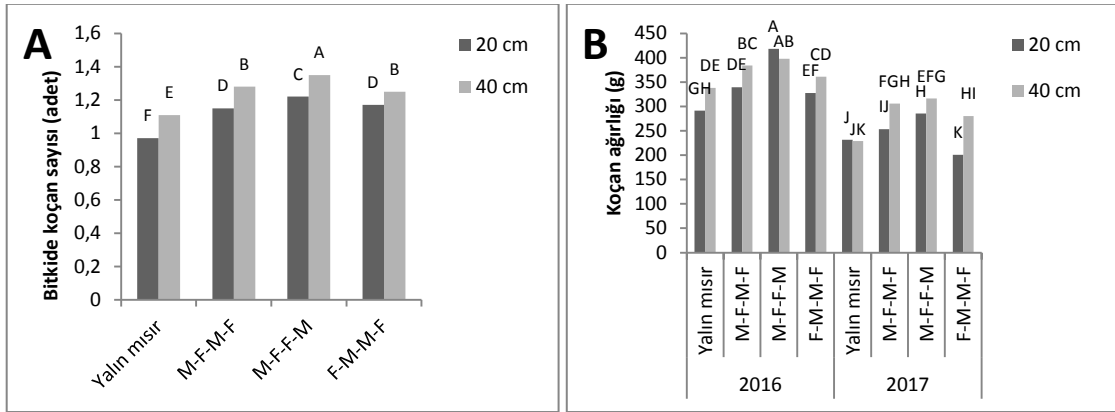 A
Bitkide koçan sayısı (adet)
1,6
1,4
1,2
1
0,8
0,6
0,4
0,2
0
F
E
D
B
C
A
D
B
Yalın mısır
M-F-M-F
M-F-F-M
F-M-M-F
20 cm
40 cm
B
Koçan ağırlığı (g)
450
400
350
300
250
200
150
100
50
0
GH
DE
DE
BC
A
AB
EF
CD
J
JK
IJ
FGH
H
EFG
K
HI
Yalın mısır
M-F-M-F
M-F-F-M
F-M-M-F
Yalın mısır
M-F-M-F
M-F-F-M
F-M-M-F
2016
2017
20 cm
40 cm